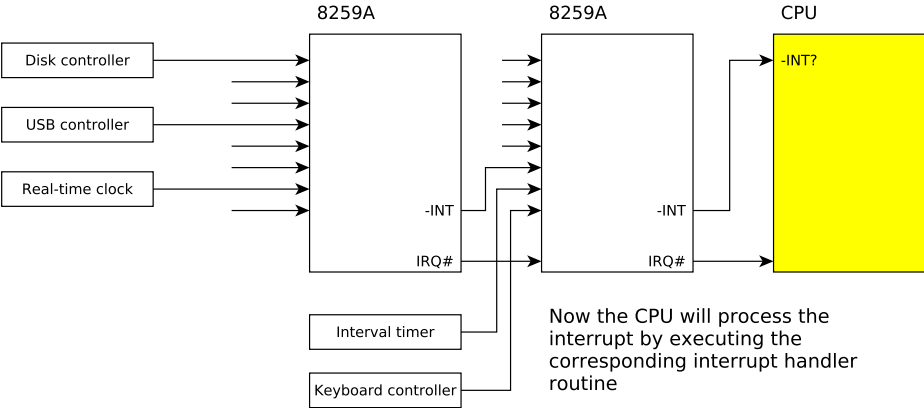 8259A
8259A
CPU
Disk controller
-INT?
USB controller
Real-time clock
-INT
-INT
IRQ#
IRQ#
Interval timer
Keyboard controller
Now the CPU will process the
interrupt by executing the
corresponding interrupt handler
routine